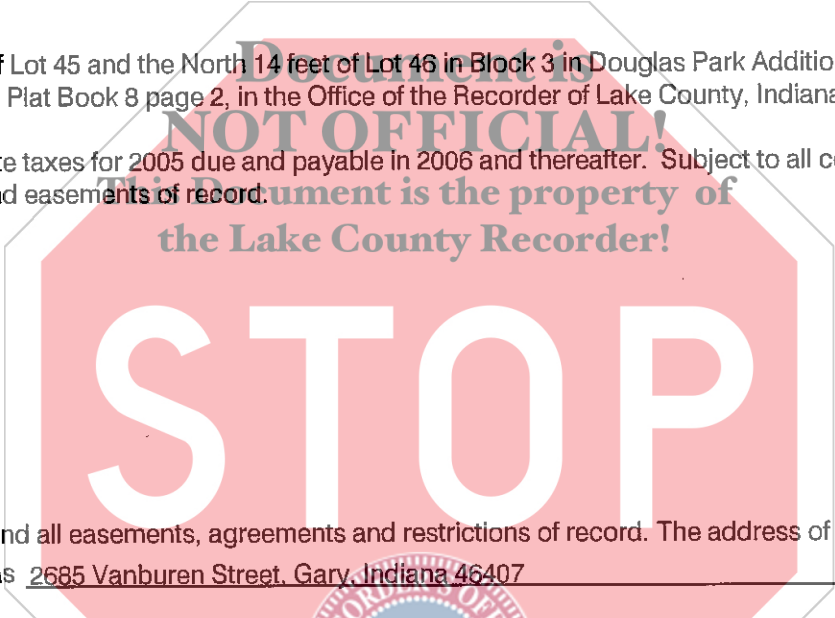 Document is
f Lot 45 and the North 14 feet of Lot 46 in Block 3 in Douglas Park Additio
Plat Book 8 page 2, in the Office of the Recorder of Lake County, Indiana
NOT OFFICIAL!
te taxes for 2005 due and payable in 2006 and thereafter. Subject to all c
d easements of record.
This Document is the property of
the Lake County Recorder!
STOP
nd all easements, agreements and restrictions of record. The address of
s 2685 Vanburen Street, Gary, Indiana 46407